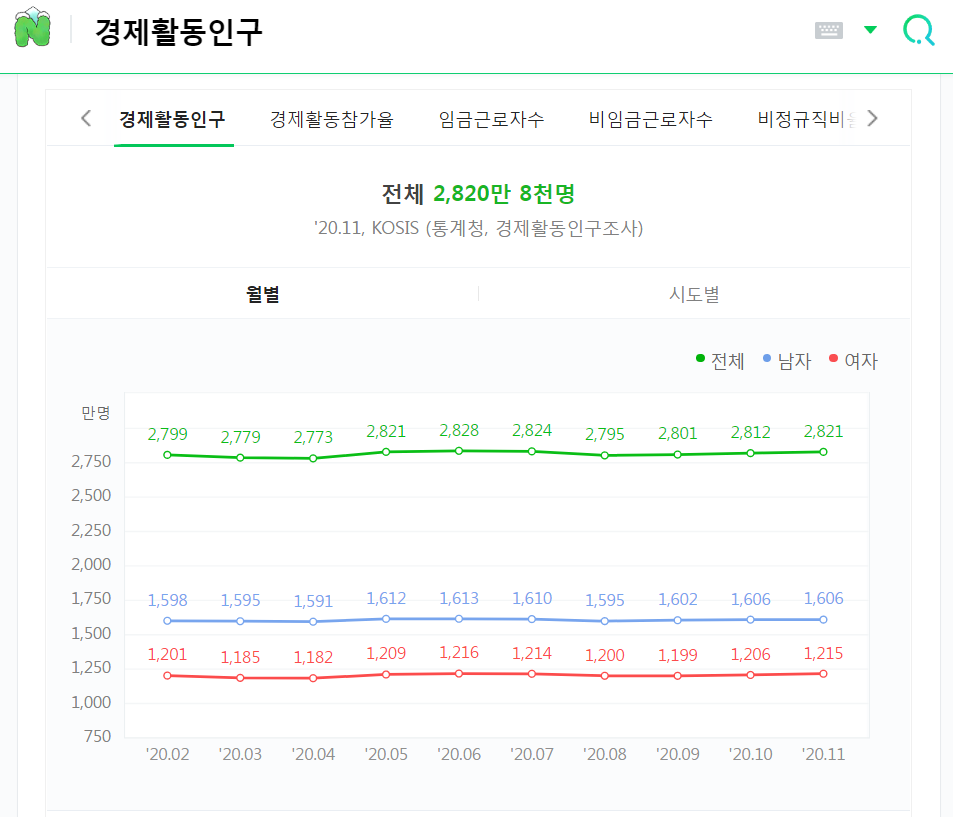 N
경제활동인구
경제활동인구 경제활동참가율 임금근로자수 비임금근로자수 비정규직비
전체 2,820만 8천명
'20.11, KOSIS (통계청, 경제활동인구조사)
월별 시도별
전체 남자 여자
만명
2,799 2,779 2,773 2,821 2,828 2,824 2,795 2,801 2,812 2,821
2,750
2,500
2,250
2,000
1,750
1,598 1,595 1,591 1,612 1,613 1,610 1,595 1,602 1,606 1,606
1,500
1,201 1,185 1,182 1,209 1,216 1,214 1,200 1,199 1,206 1,215
1,250
1,000
750
'20.02 '20.03 '20.04 '20.05 '20.06 '20.07 '20.08 '20.09 '20.10 '20.11